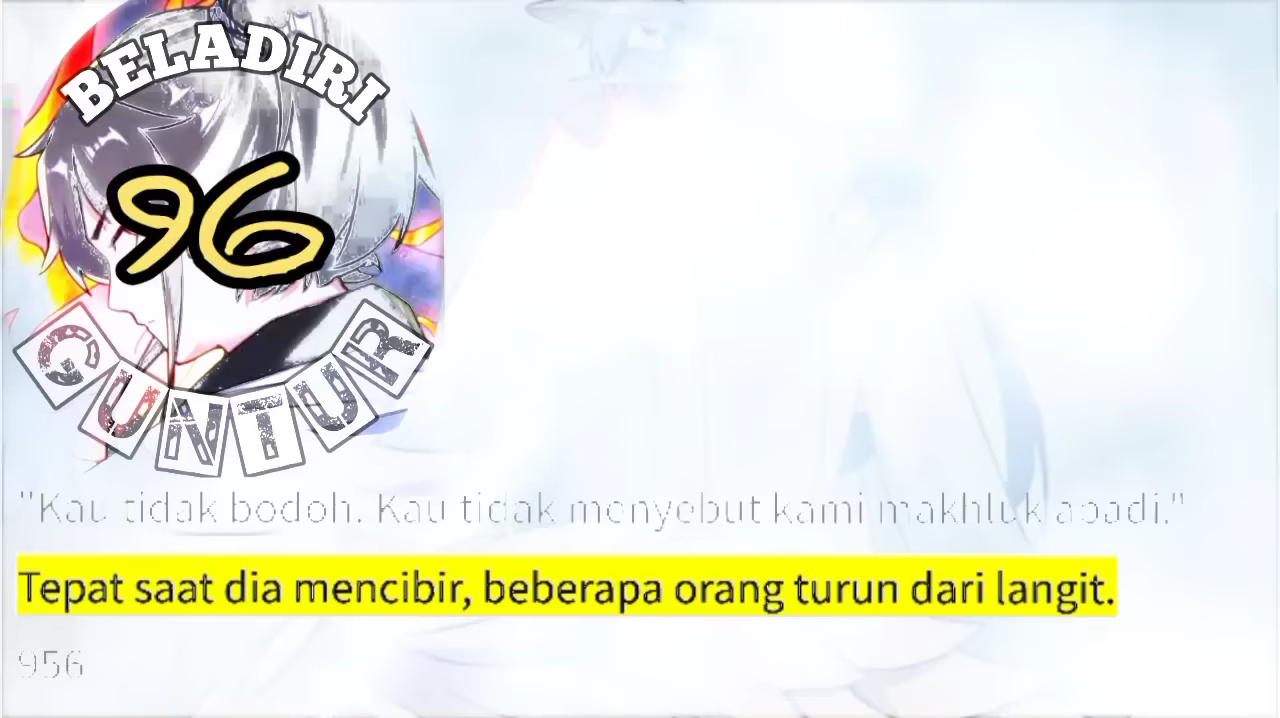 BELADIRI
96
GUNTUR
"Kau tidak bodoh. Kau tidak menyebut kami makhluk abadi."
Tepat saat dia mencibir, beberapa orang turun dari langit.
956